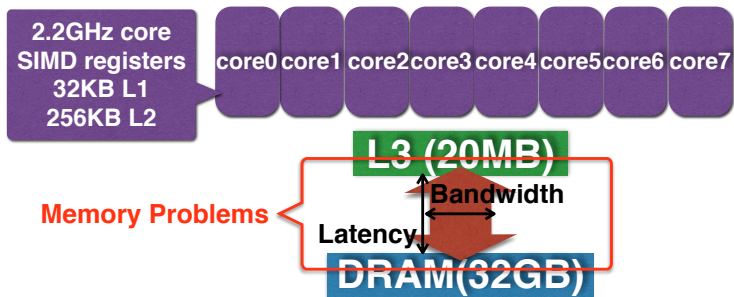 2.2GHz core
SIMD registers
32KB L1
256KB L2
core0 core1 core2 core3 core4 core5 core6 core7
L3 (20MB)
Bandwidth
Memory Problems
Latency
DRAM(32GB)